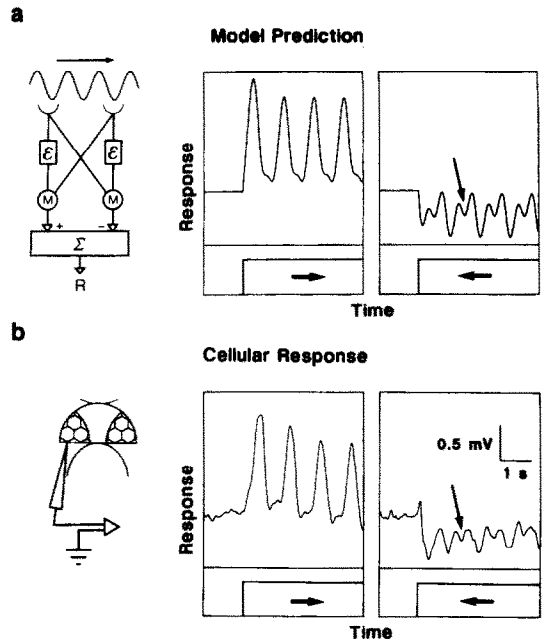 a
Model Prediction
ε ε
M M
+ −
Σ
R
Response
Time
b
Cellular Response
0.5 mV
1 s
Response
Time